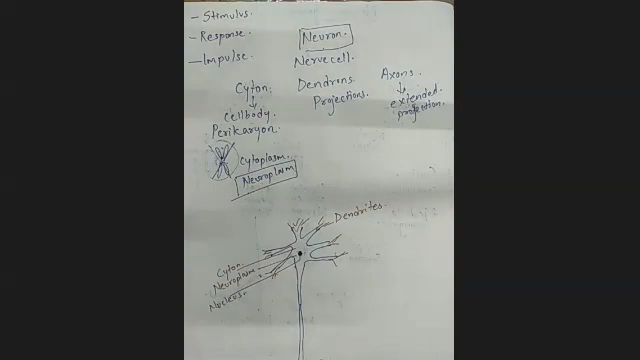 - Stimulus.
- Response.
- Impulse.
Neuron.
Nervecell.
Cyton.
↓
cellbody.
Perikaryon.
Dendrons.
Projections.
Axons.
↓
extended
projection.
Cytoplasm.
Neuroplasm
Dendrites.
Cyton
Neuroplasm
Nucleus.